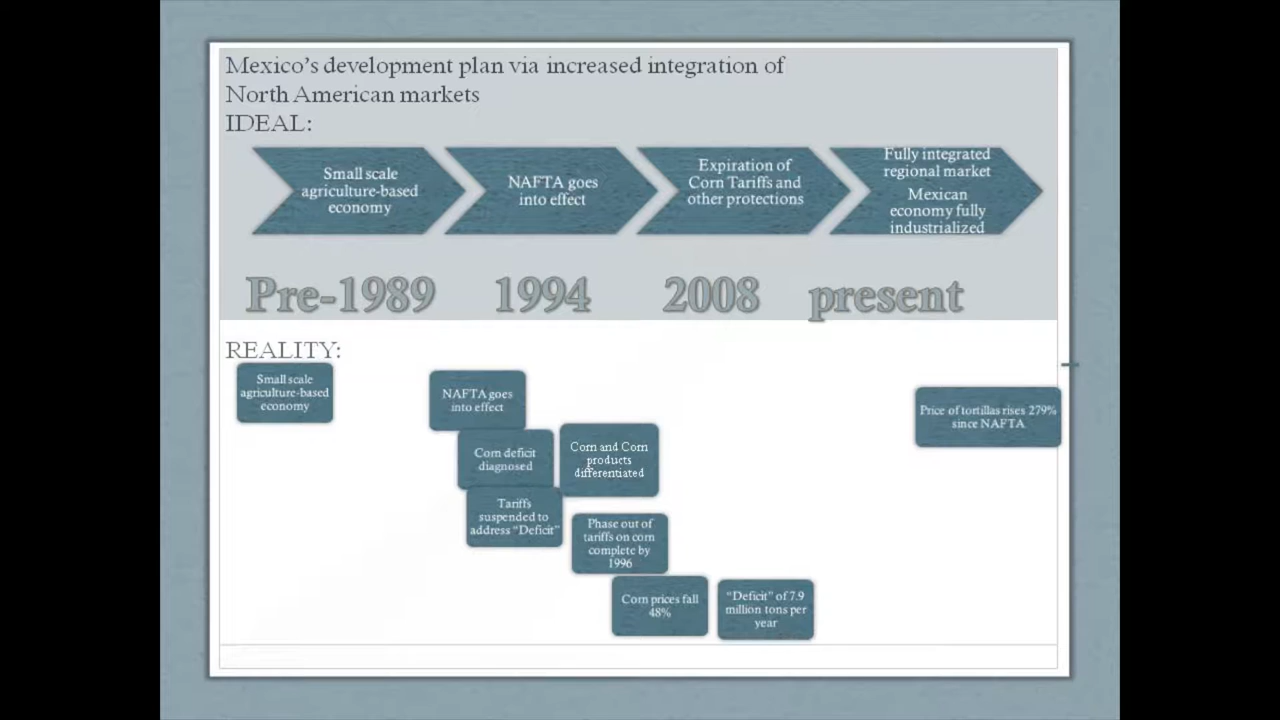 Mexico's development plan via increased integration of
North American markets
IDEAL:
Small scale
agriculture-based
economy
NAFTA goes
into effect
Expiration of
Corn Tariffs and
other protections
Fully integrated
regional market
Mexican
economy fully
industrialized
Pre-1989
1994
2008
present
REALITY:
Small scale
agriculture-based
economy
NAFTA goes
into effect
Corn deficit
diagnosed
Tariffs
suspended to
address “Deficit”
Corn and Corn
products
differentiated
Phase out of
tariffs on corn
complete by
1996
Corn prices fall
48%
“Deficit” of 7.9
million tons per
year
Price of tortillas rises 279%
since NAFTA